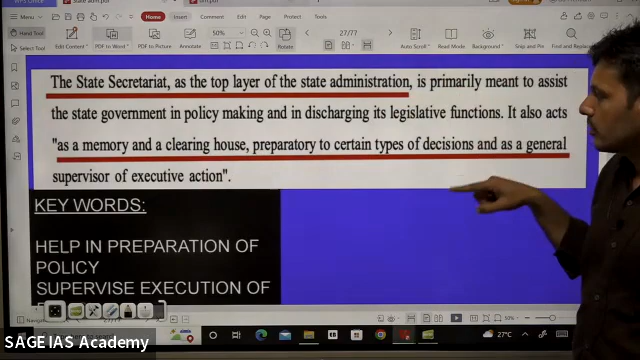 State adm.pdf
Menu
Home
Insert
Comment
Edit
Page
Protect
Tools
Hand Tool
Select Tool
Edit Content
PDF to Word
PDF to Picture
Annotate
50%
Rotate
27/77
Auto Scroll
Read Mode
Background
Snip and Pin
Find and Replace
The State Secretariat, as the top layer of the state administration, is primarily meant to assist
the state government in policy making and in discharging its legislative functions. It also acts
"as a memory and a clearing house, preparatory to certain types of decisions and as a general
supervisor of executive action".
KEY WORDS:
HELP IN PREPARATION OF
POLICY
SUPERVISE EXECUTION OF
50%
27°C
SAGE IAS Academy